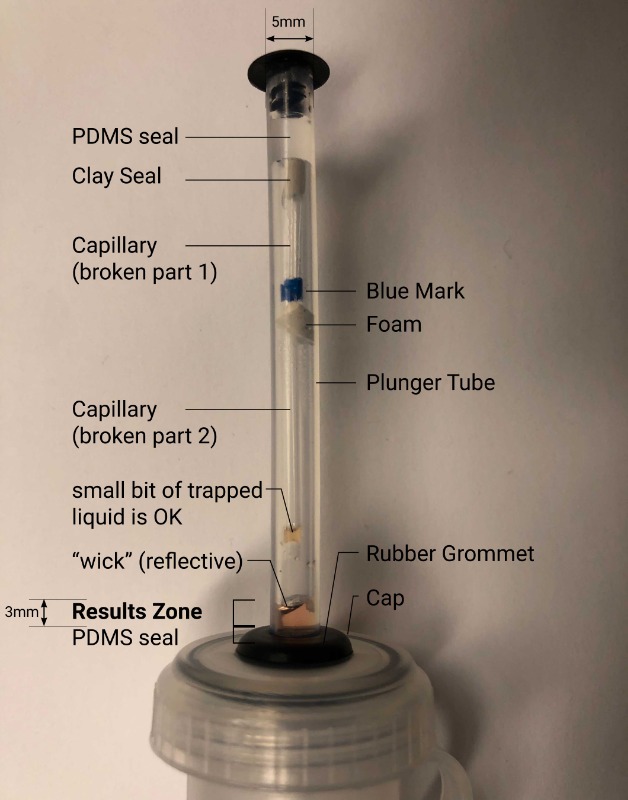 5mm
PDMS seal
Clay Seal
Capillary
(broken part 1)
Blue Mark
Foam
Plunger Tube
Capillary
(broken part 2)
small bit of trapped
liquid is OK
“wick” (reflective)
Rubber Grommet
Cap
3mm
Results Zone
PDMS seal